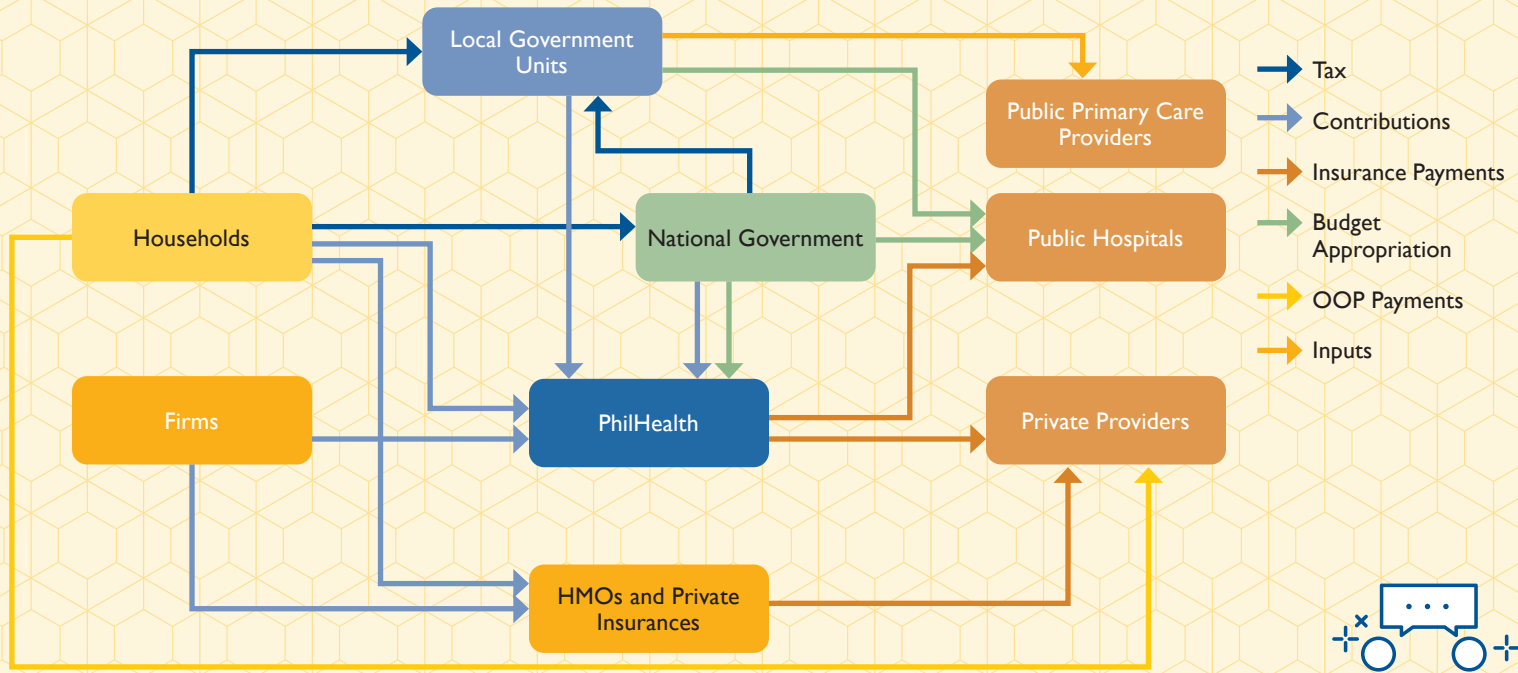 Local Government
Units
Public Primary Care
Providers
Households
National Government
Public Hospitals
Firms
PhilHealth
Private Providers
HMOs and Private
Insurances
Tax
Contributions
Insurance Payments
Budget
Appropriation
OOP Payments
Inputs